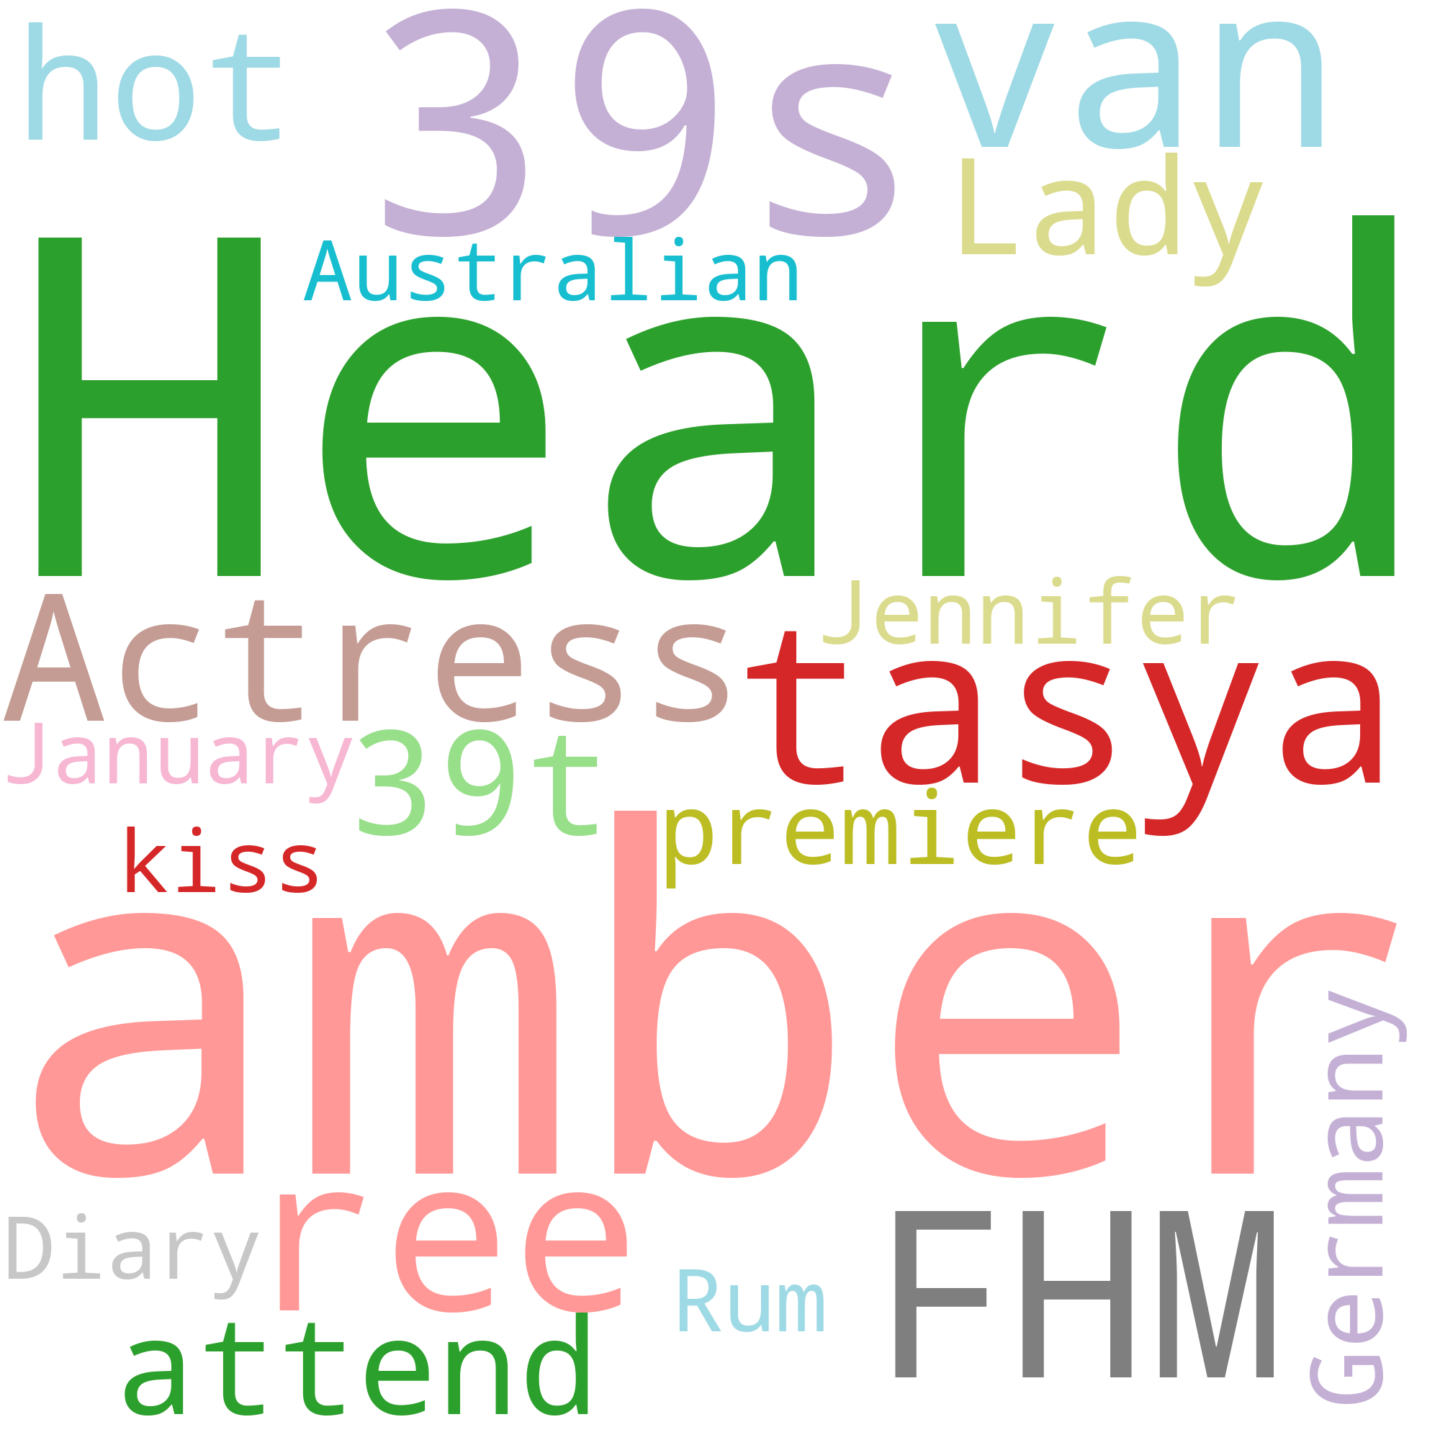 hot
39s
van
Lady
Australian
Heard
Actress
Jennifer
tasya
January
39t
premiere
kiss
amber
Germany
Diary
ree
Rum
FHM
attend